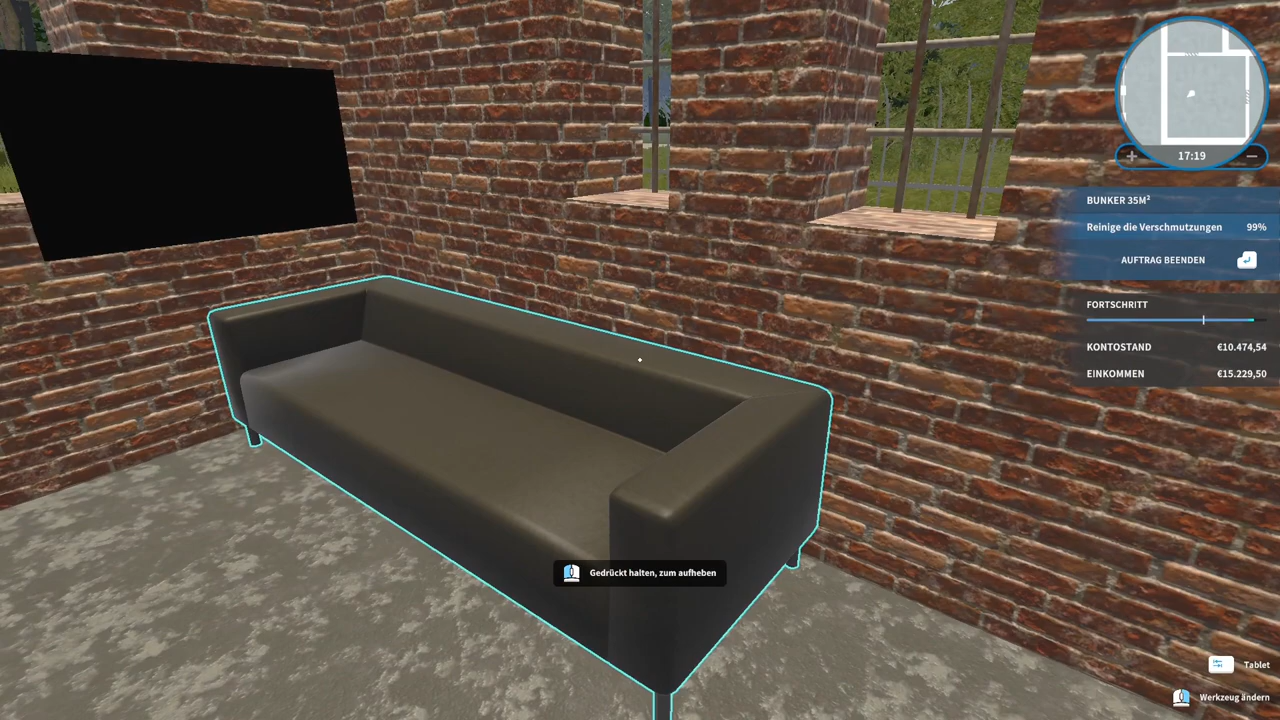 17:19
BUNKER 35M²
Reinige die Verschmutzungen 99%
AUFTRAG BEENDEN
FORTSCHRITT
KONTOSTAND €10.474,54
EINKOMMEN €15.229,50
Gedrückt halten, zum aufheben
Tablet
Werkzeug ändern